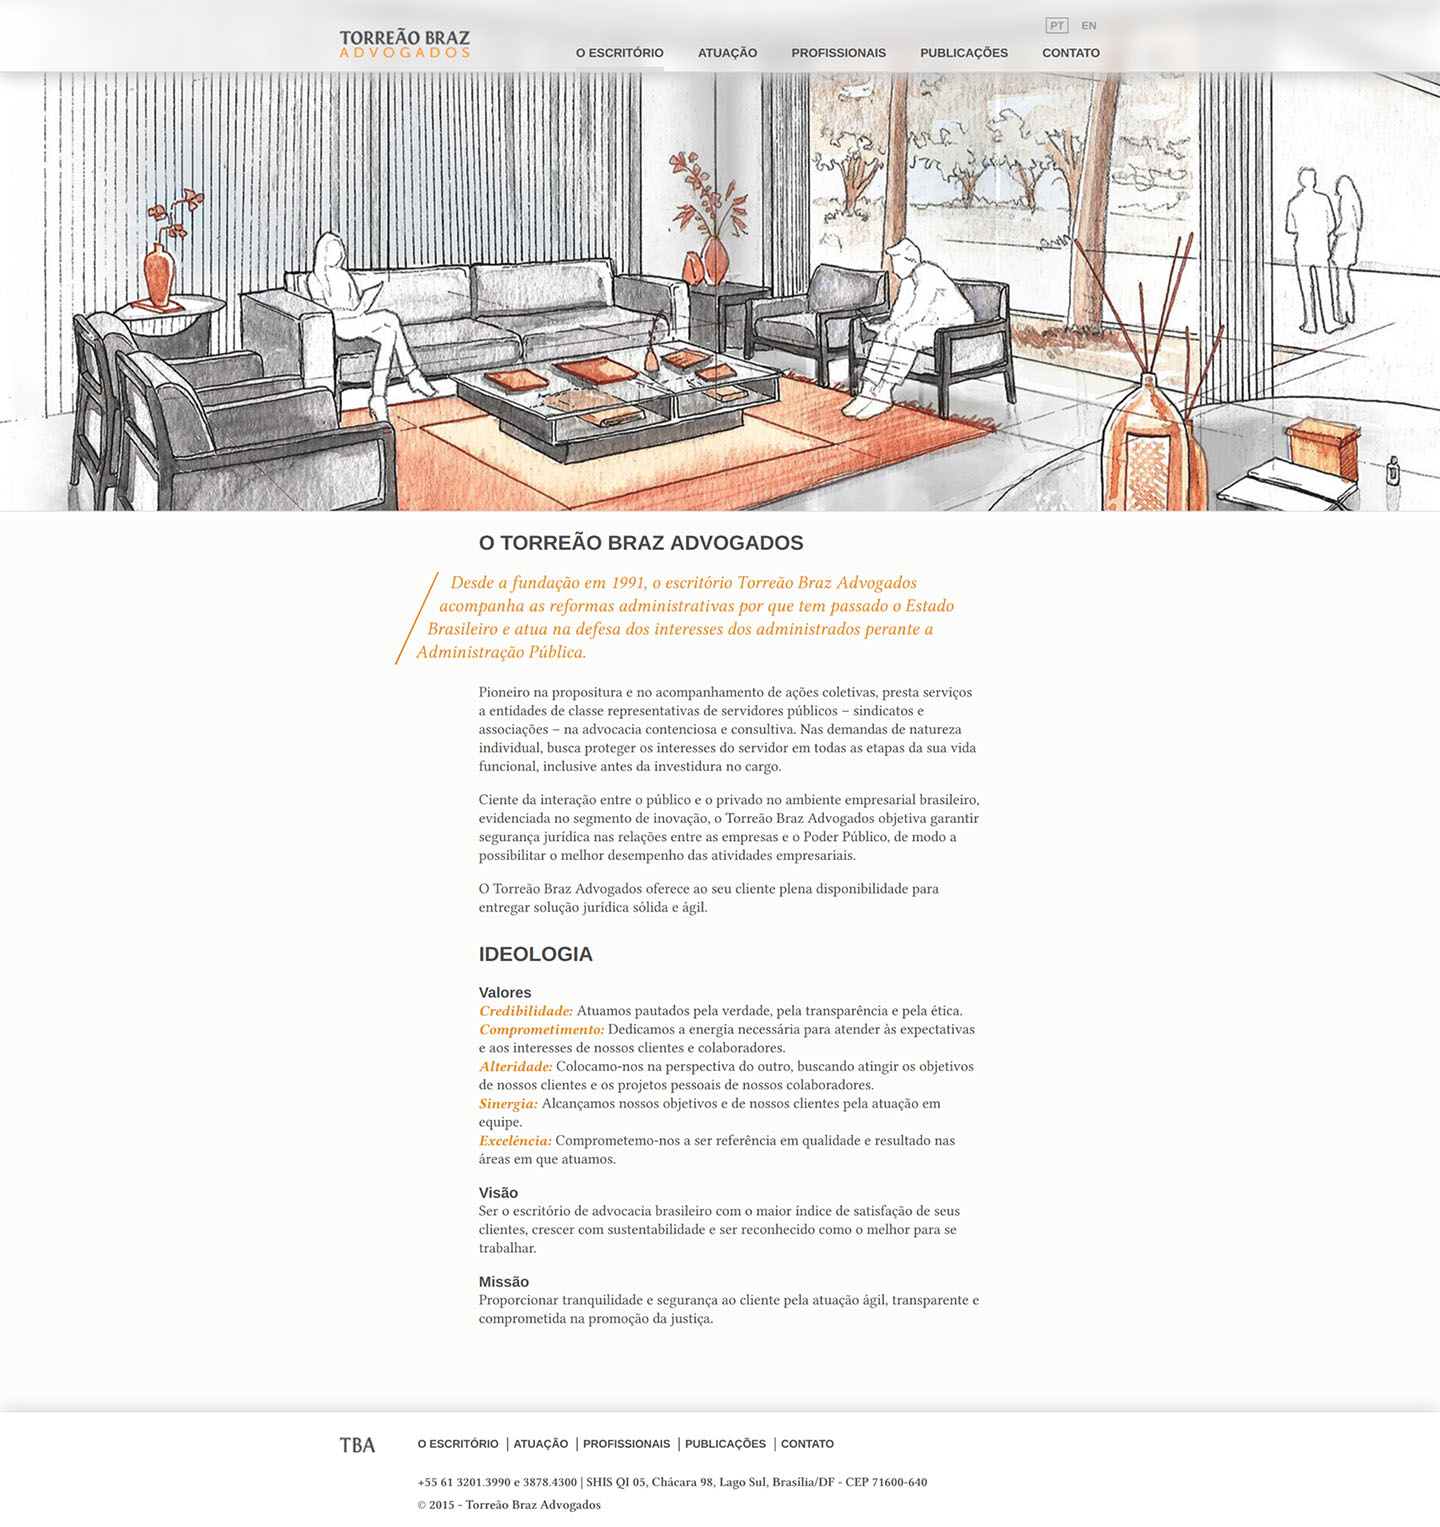 TORREÃO BRAZ
ADVOGADOS
PT EN
O ESCRITÓRIO ATUAÇÃO PROFISSIONAIS PUBLICAÇÕES CONTATO
O TORREÃO BRAZ ADVOGADOS
Desde a fundação em 1991, o escritório Torreão Braz Advogados
acompanha as reformas administrativas por que tem passado o Estado
Brasileiro e atua na defesa dos interesses dos administrados perante a
Administração Pública.
Pioneiro na propositura e no acompanhamento de ações coletivas, presta serviços
a entidades de classe representativas de servidores públicos – sindicatos e
associações – na advocacia contenciosa e consultiva. Nas demandas de natureza
individual, busca proteger os interesses do servidor em todas as etapas da sua vida
funcional, inclusive antes da investidura no cargo.
Ciente da interação entre o público e o privado no ambiente empresarial brasileiro,
evidenciada no segmento de inovação, o Torreão Braz Advogados objetiva garantir
segurança jurídica nas relações entre as empresas e o Poder Público, de modo a
possibilitar o melhor desempenho das atividades empresariais.
O Torreão Braz Advogados oferece ao seu cliente plena disponibilidade para
entregar solução jurídica sólida e ágil.
IDEOLOGIA
Valores
Credibilidade: Atuamos pautados pela verdade, pela transparência e pela ética.
Comprometimento: Dedicamos a energia necessária para atender às expectativas
e aos interesses de nossos clientes e colaboradores.
Alteridade: Colocamo-nos na perspectiva do outro, buscando atingir os objetivos
de nossos clientes e os projetos pessoais de nossos colaboradores.
Sinergia: Alcançamos nossos objetivos e de nossos clientes pela atuação em
equipe.
Excelência: Comprometemo-nos a ser referência em qualidade e resultado nas
áreas em que atuamos.
Visão
Ser o escritório de advocacia brasileiro com o maior índice de satisfação de seus
clientes, crescer com sustentabilidade e ser reconhecido como o melhor para se
trabalhar.
Missão
Proporcionar tranquilidade e segurança ao cliente pela atuação ágil, transparente e
comprometida na promoção da justiça.
TBA
O ESCRITÓRIO | ATUAÇÃO | PROFISSIONAIS | PUBLICAÇÕES | CONTATO
+55 61 3201.3990 e 3878.4300 | SHIS QI 05, Chácara 98, Lago Sul, Brasília/DF - CEP 71600-640
© 2015 - Torreão Braz Advogados